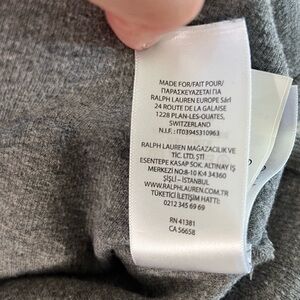 MADE FOR/FAIT POUR/
ΠΑΡΑΣΚΕΥΑΖΕΤΑΙ ΓΙΑ
RALPH LAUREN EUROPE Sàrl
24 ROUTE DE LA GALAISE
1228 PLAN-LES-OUATES,
SWITZERLAND
N.I.F. : IT03945310963
RALPH LAUREN MAĞAZACILIK VE
TİC. LTD. ŞTİ
ESENTEPE KASAP SOK. ALTINAY İŞ
MERKEZİ NO:8-10 K:4 34360
ŞİŞLİ – İSTANBUL
WWW.RALPHLAUREN.COM.TR
TÜKETİCİ İLETİŞİM HATTI:
0212 345 69 69
RN 41381
CA 56658